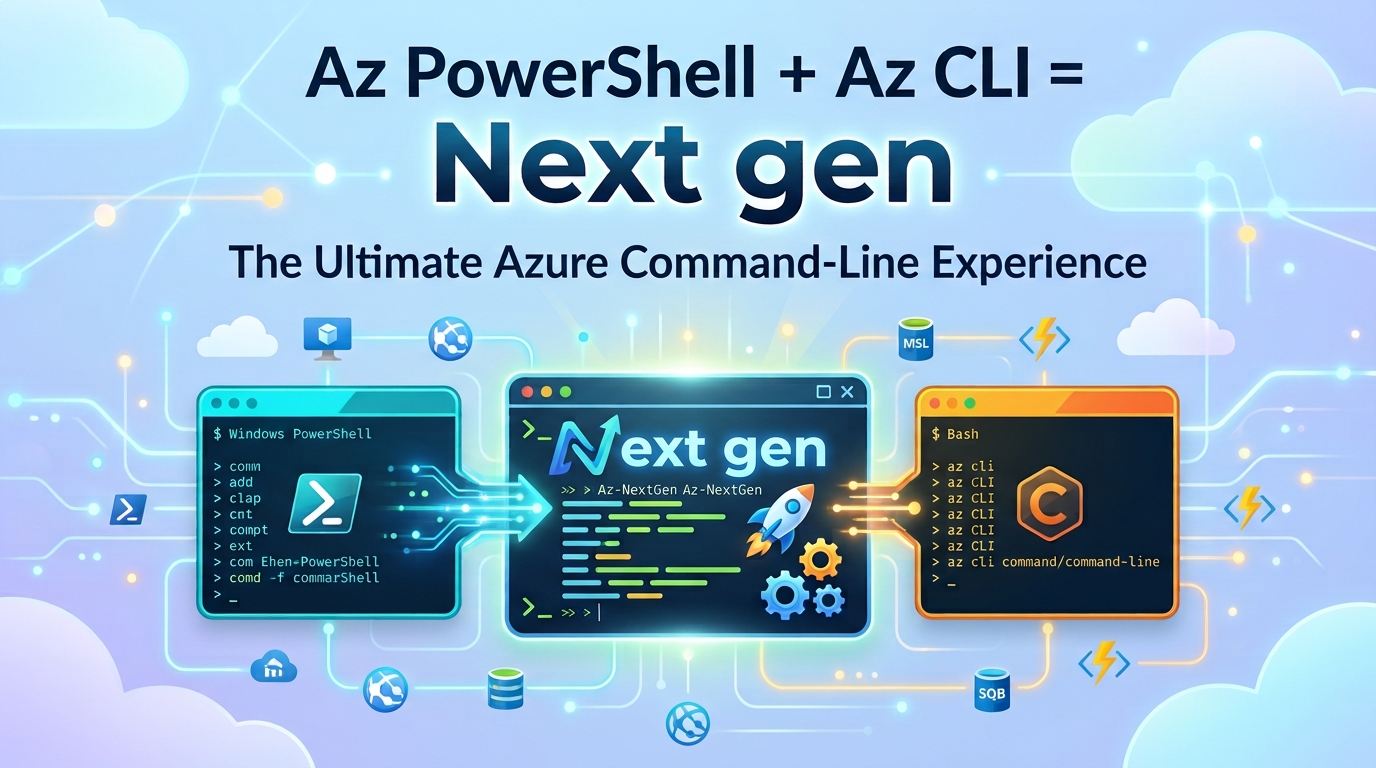 Az PowerShell + Az CLI =
Next gen
The Ultimate Azure Command-Line Experience
MSL
$ Windows PowerShell
> comm
> add
> clap
> cnt
> compt
> ext
> com Ehen-PowerShell
> comd -f commarShell
> _
>_
Next gen
>> > Az-NextGen Az-NextGen
>_ >> > |
$ Bash
> az cli
> az CLI
> az CLI
> az CLI
> az CLI
> az CLI
> az cli command/command-line
> _
C
SQB